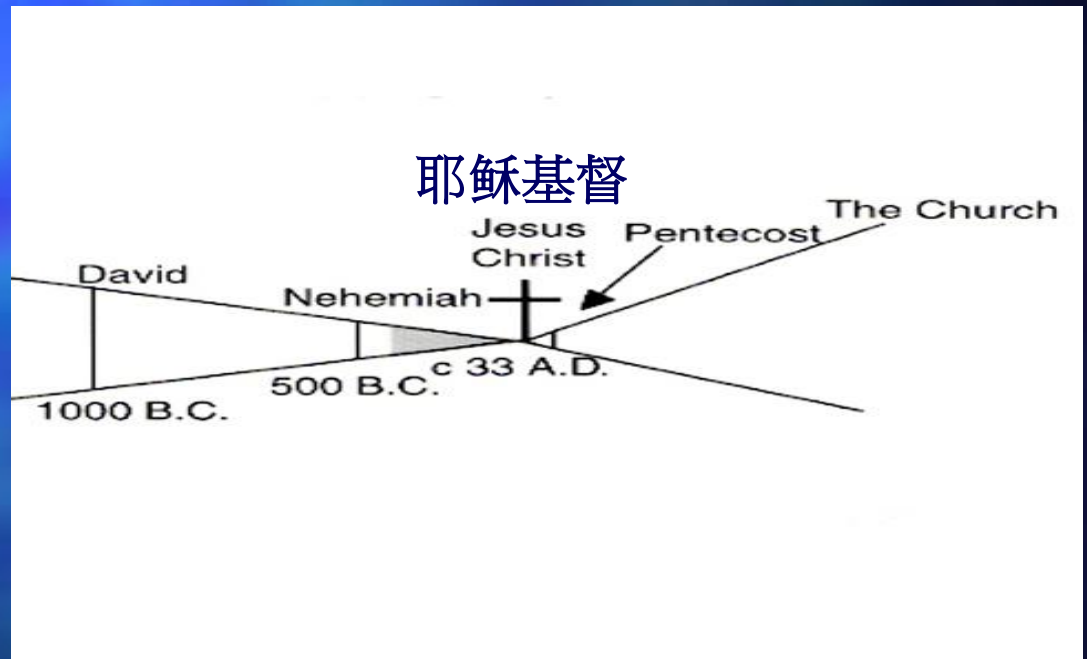 耶稣基督
The Church
Jesus
Christ
Pentecost
David
Nehemiah
c 33 A.D.
500 B.C.
1000 B.C.